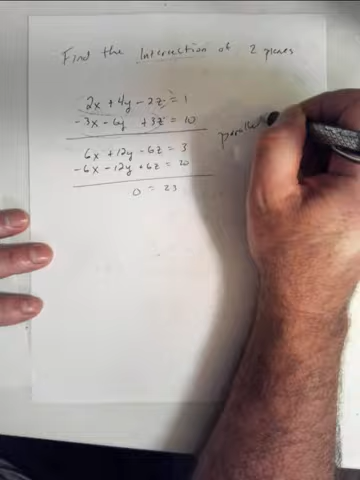 Find the Intersection of 2 planes
2x + 4y - 2z = 1
-3x - 6y + 3z = 10
6x + 12y - 6z = 3
-6x - 12y + 6z = 20
0 = 23
paralle